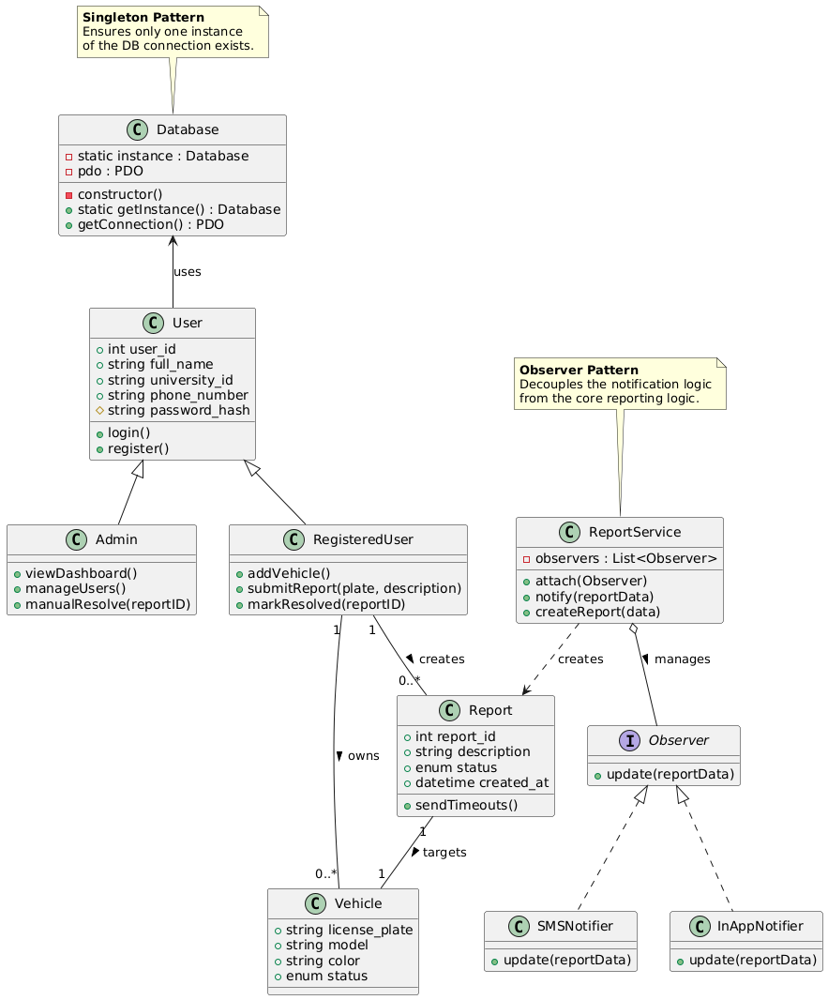 Singleton Pattern
Ensures only one instance
of the DB connection exists.
C Database
static instance : Database
pdo : PDO
constructor()
static getInstance() : Database
getConnection() : PDO
uses
C User
int user_id
string full_name
string university_id
string phone_number
string password_hash
login()
register()
Observer Pattern
Decouples the notification logic
from the core reporting logic.
C Admin
viewDashboard()
manageUsers()
manualResolve(reportID)
C RegisteredUser
addVehicle()
submitReport(plate, description)
markResolved(reportID)
C ReportService
observers : List<Observer>
attach(Observer)
notify(reportData)
createReport(data)
1
1
creates
0..*
creates
manages
C Report
int report_id
string description
enum status
datetime created_at
sendTimeouts()
I Observer
update(reportData)
owns
1
targets
0..*
1
C Vehicle
string license_plate
string model
string color
enum status
C SMSNotifier
update(reportData)
C InAppNotifier
update(reportData)